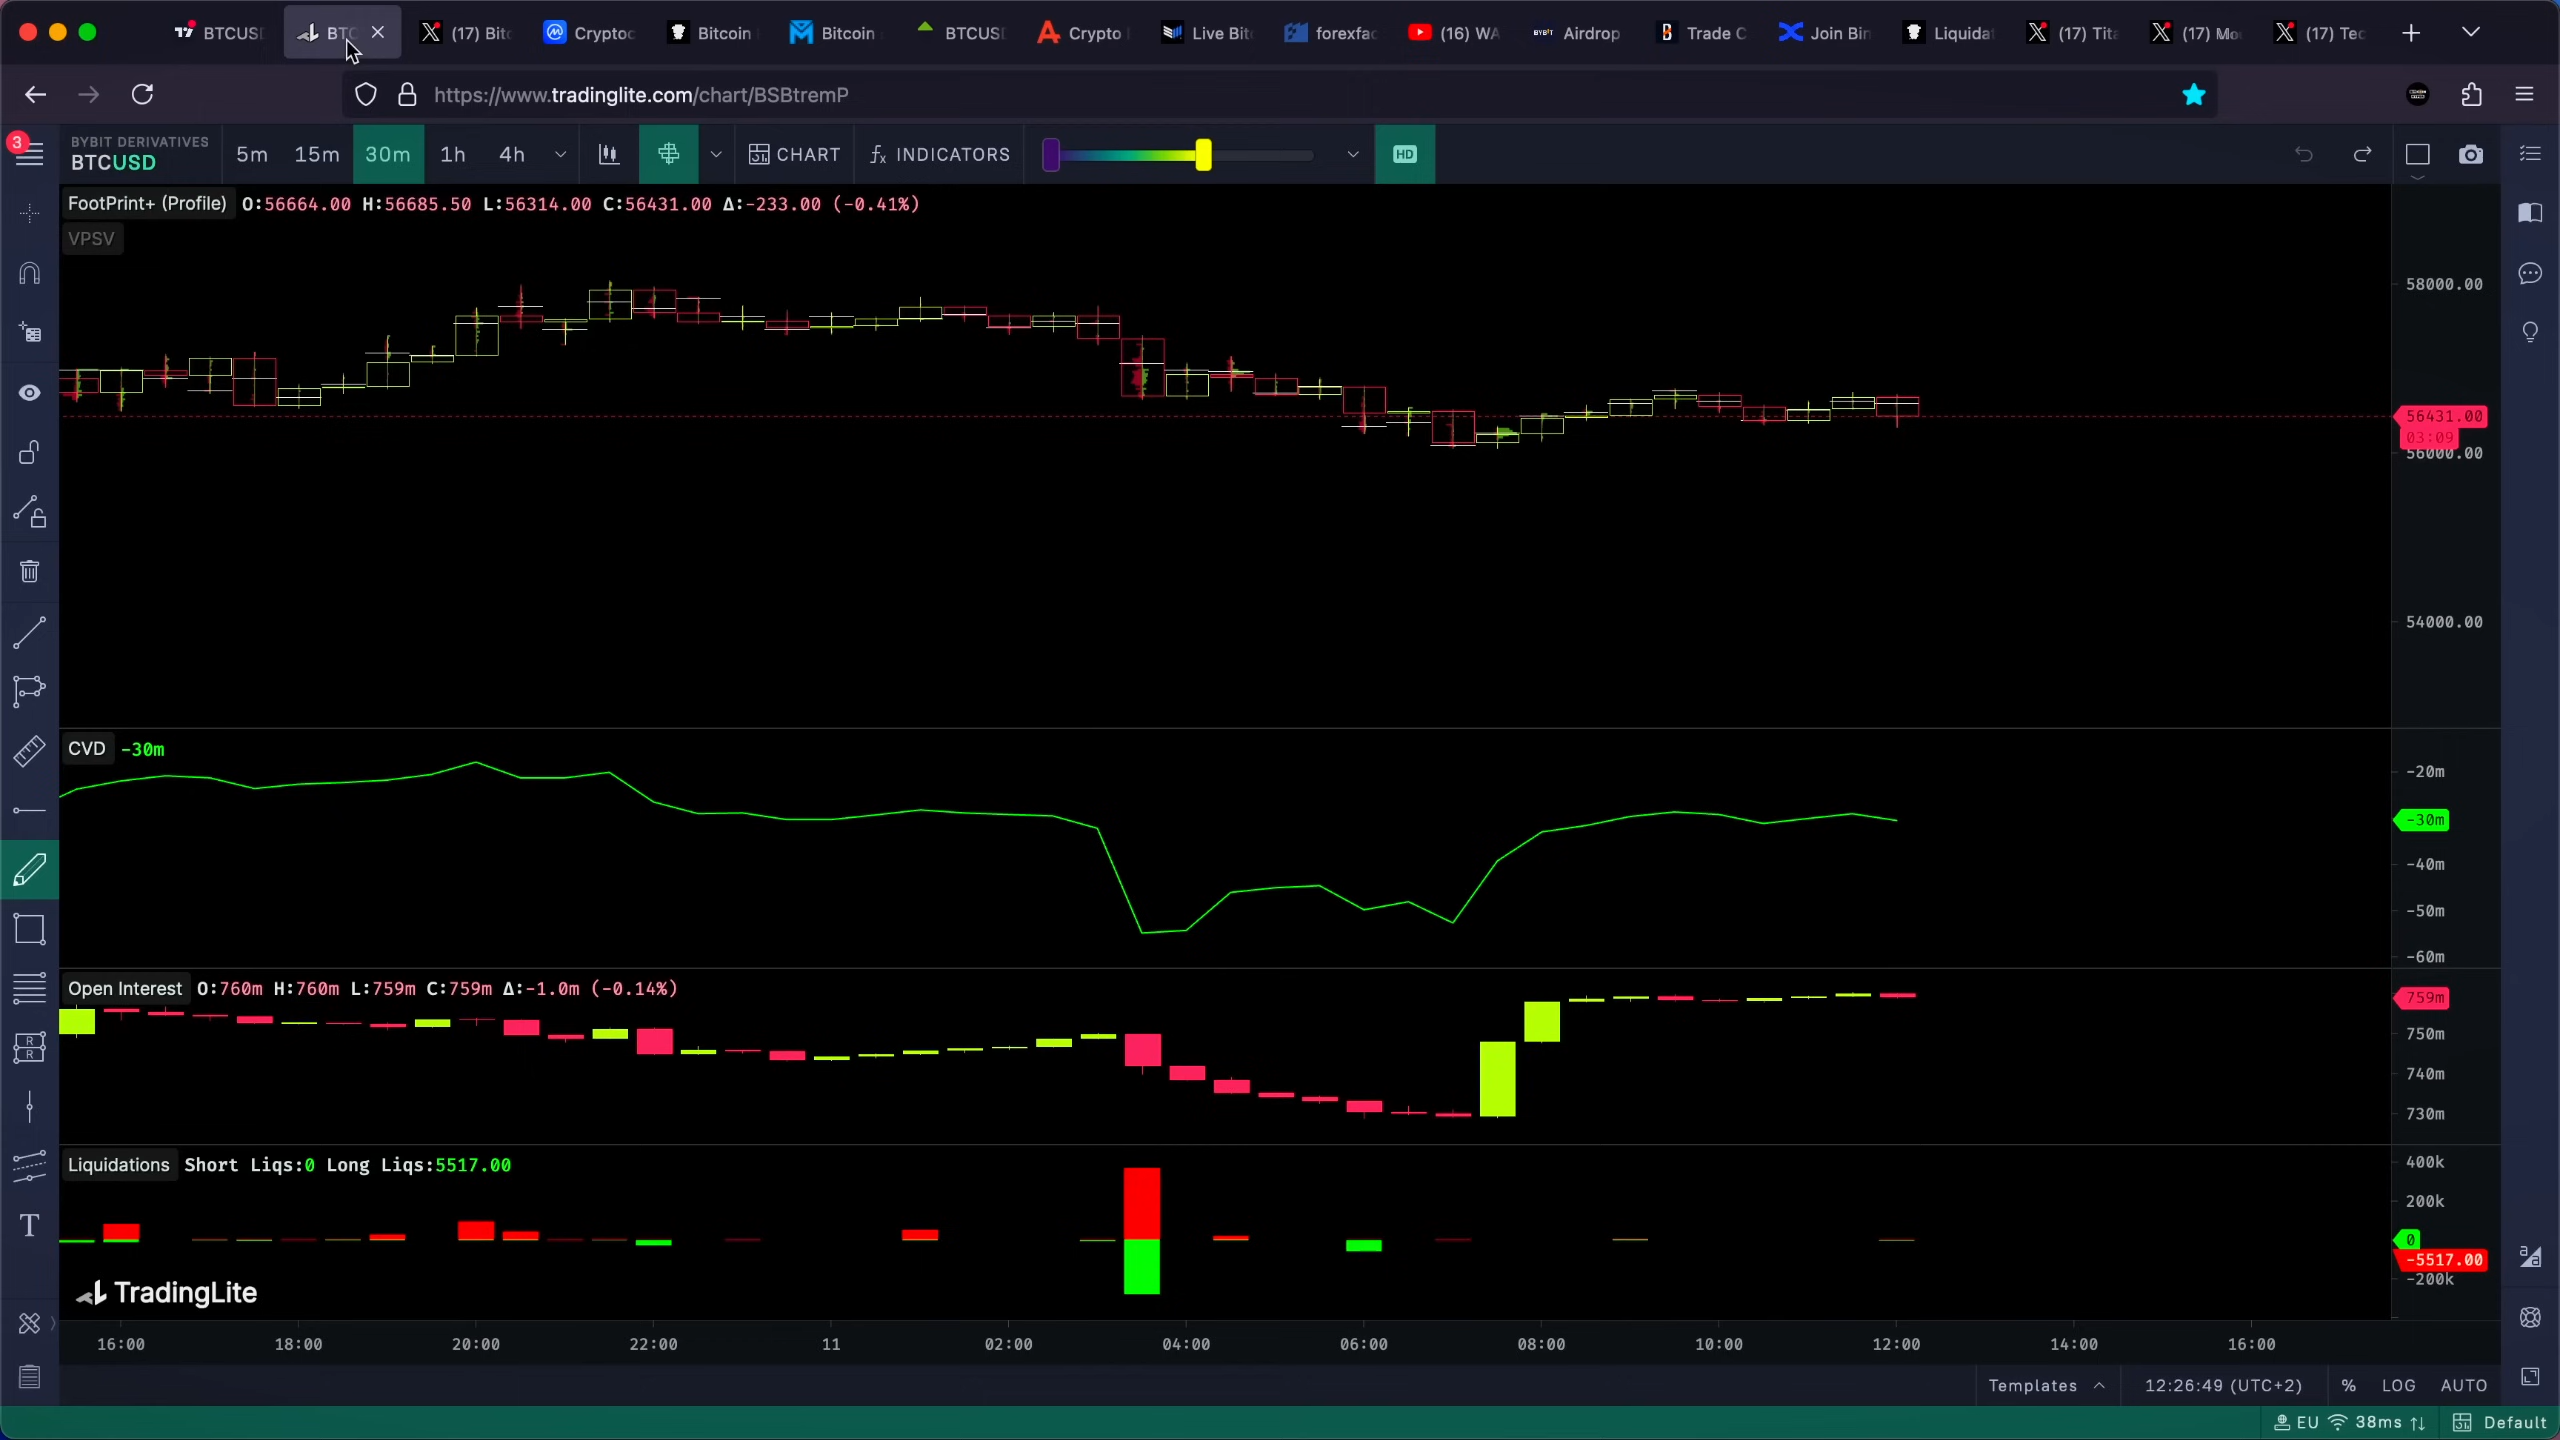 BTCUS
BTC
(17) Bit
Cryptoc
Bitcoin
Bitcoin
BTCUS
Crypto
Live Bit
forexfac
(16) WA
BYBIT
Airdrop
Trade C
Join Bin
Liquida
(17) Tita
(17) Mo
(17) Tec
https://www.tradinglite.com/chart/BSBtremP
3
BYBIT DERIVATIVES
BTCUSD
5m
15m
30m
1h
4h
CHART
fx INDICATORS
HD
FootPrint+ (Profile) O:56664.00 H:56685.50 L:56314.00 C:56431.00 Δ:-233.00 (-0.41%)
VPSV
58000.00
56431.00
03:09
56000.00
54000.00
CVD -30m
-20m
-30m
-40m
-50m
-60m
Open Interest O:760m H:760m L:759m C:759m Δ:-1.0m (-0.14%)
759m
750m
740m
730m
R
R
Liquidations Short Liqs:0 Long Liqs:5517.00
400k
200k
0
-5517.00
-200k
T
TradingLite
16:00 18:00 20:00 22:00 11 02:00 04:00 06:00 08:00 10:00 12:00 14:00 16:00
Templates 12:26:49 (UTC+2) % LOG AUTO
EU 38ms Default